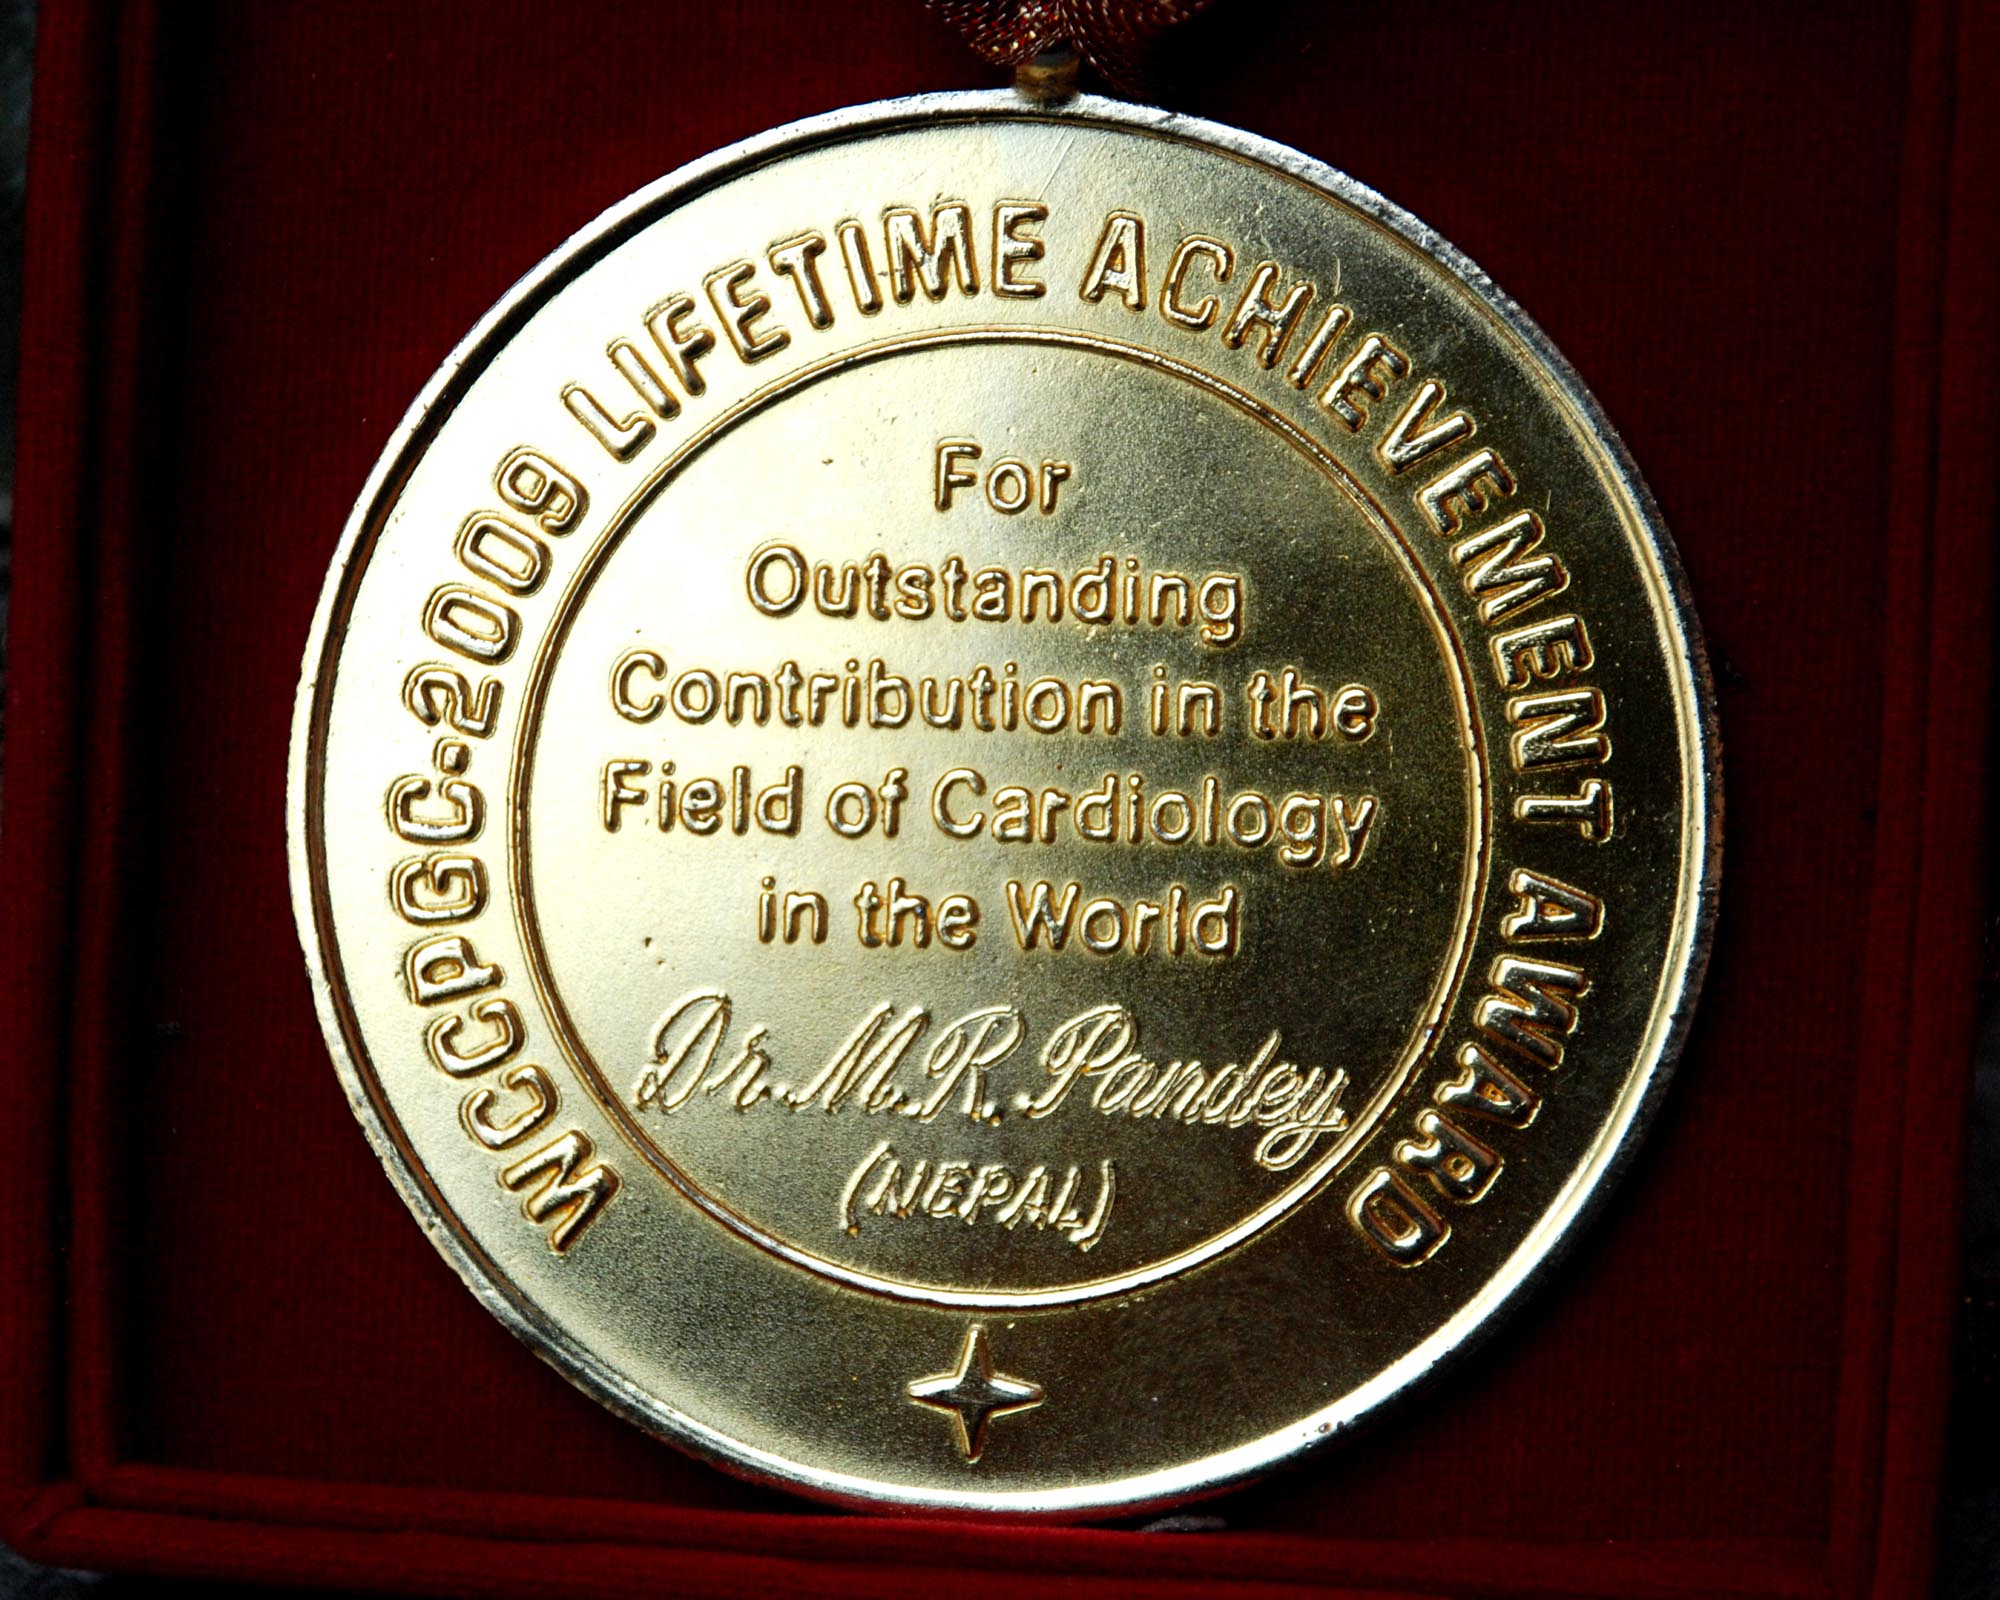 WCCPGC-2009 LIFETIME ACHIEVEMENT AWARD
For
Outstanding
Contribution in the
Field of Cardiology
in the World
Dr. M. R. Pandey
(NEPAL)